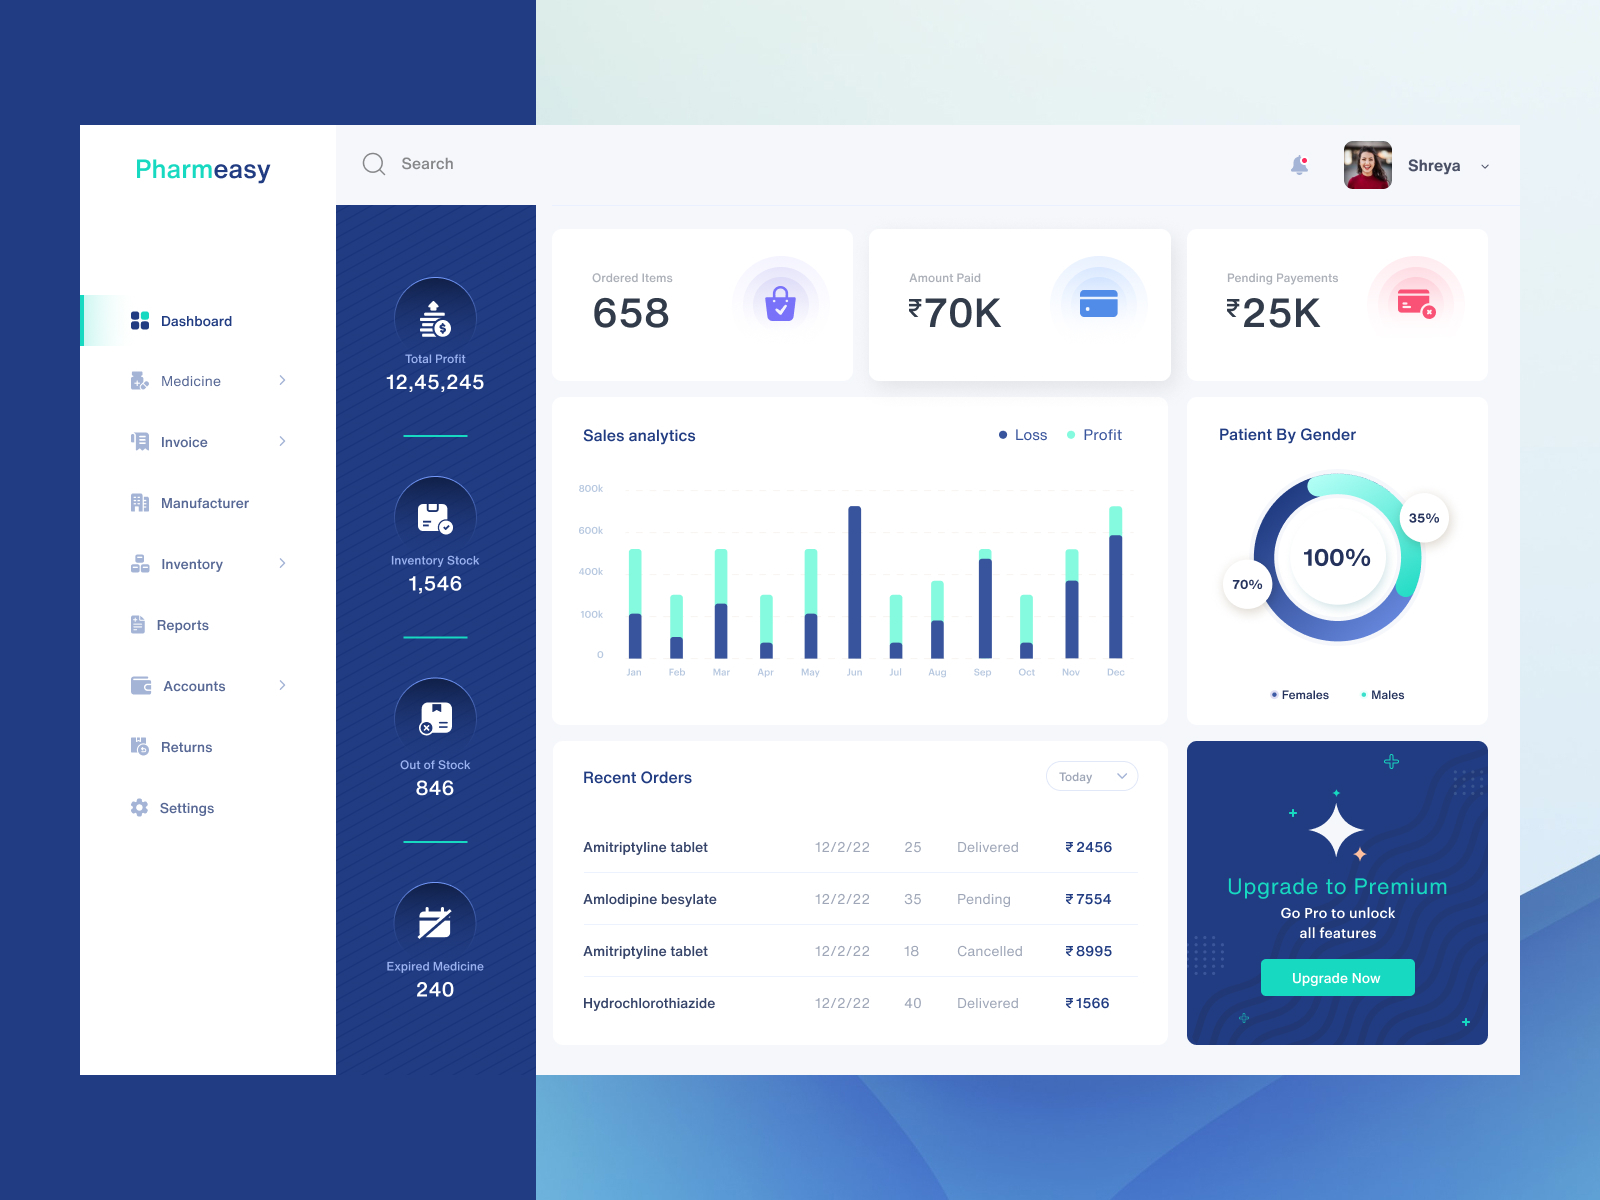 Pharmeasy
Search
Shreya
Dashboard
Medicine
Invoice
Manufacturer
Inventory
Reports
Accounts
Returns
Settings
$
Total Profit
12,45,245
Inventory Stock
1,546
Out of Stock
846
Expired Medicine
240
Ordered Items
658
Amount Paid
₹70K
Pending Payements
₹25K
Sales analytics
Loss Profit
800k
600k
400k
100k
0
Jan Feb Mar Apr May Jun Jul Aug Sep Oct Nov Dec
Patient By Gender
35%
100%
70%
Females Males
Recent Orders
Today
Amitriptyline tablet 12/2/22 25 Delivered ₹ 2456
Amlodipine besylate 12/2/22 35 Pending ₹ 7554
Amitriptyline tablet 12/2/22 18 Cancelled ₹ 8995
Hydrochlorothiazide 12/2/22 40 Delivered ₹ 1566
Upgrade to Premium
Go Pro to unlock
all features
Upgrade Now